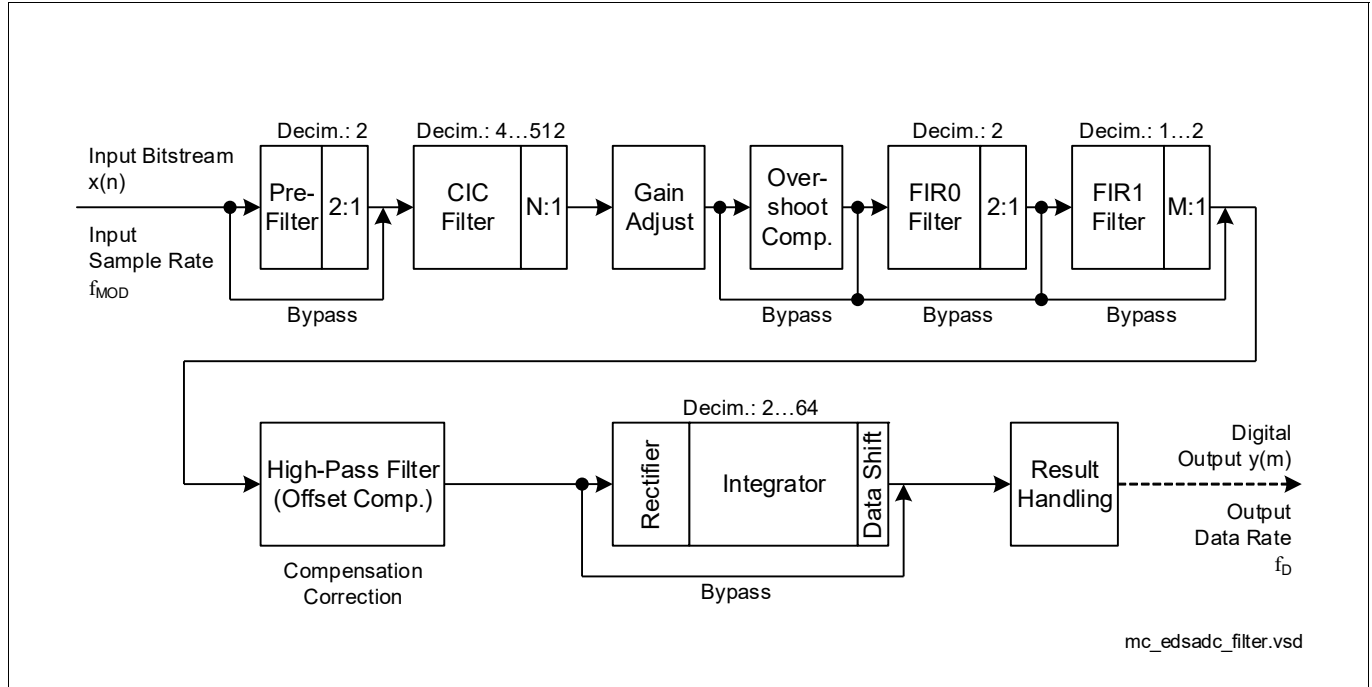 Decim.: 2
Decim.: 4…512
Decim.: 2
Decim.: 1…2
Input Bitstream
x(n)
Input
Sample Rate
fMOD
Pre-
Filter
2:1
CIC
Filter
N:1
Gain
Adjust
Over-
shoot
Comp.
FIR0
Filter
2:1
FIR1
Filter
M:1
Bypass
Bypass
Bypass
Bypass
Decim.: 2…64
High-Pass Filter
(Offset Comp.)
Compensation
Correction
Rectifier
Integrator
Data Shift
Bypass
Result
Handling
Digital
Output y(m)
Output
Data Rate
fD
mc_edsadc_filter.vsd